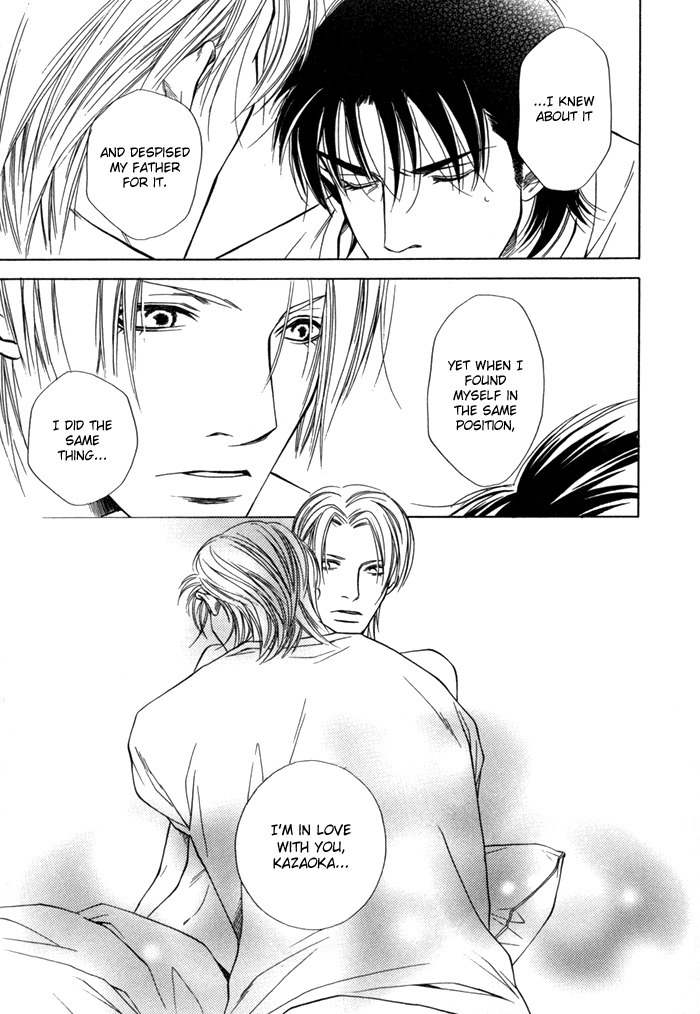 ...I KNEW
ABOUT IT
AND DESPISED
MY FATHER
FOR IT.
YET WHEN I
FOUND
MYSELF IN
THE SAME
POSITION,
I DID THE
SAME
THING...
I'M IN LOVE
WITH YOU,
KAZAOKA...